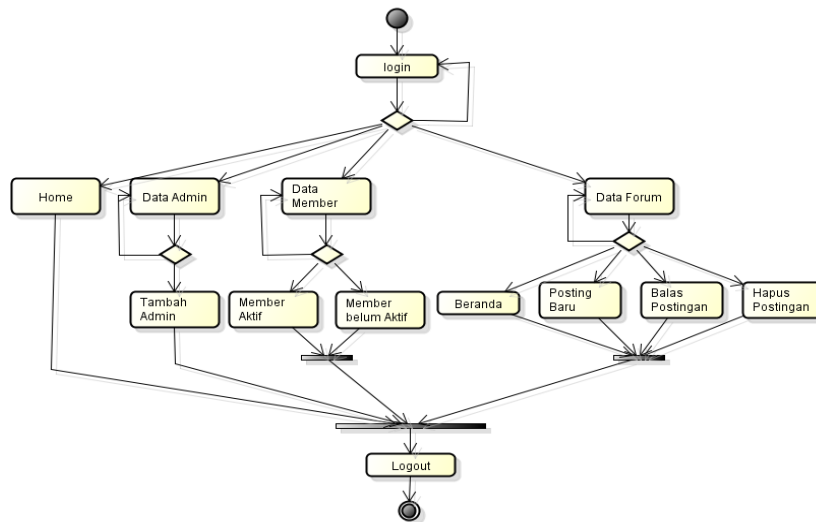 login
Home
Data Admin
Data
Member
Data Forum
Tambah
Admin
Member
Aktif
Member
belum Aktif
Beranda
Posting
Baru
Balas
Postingan
Hapus
Postingan
Logout